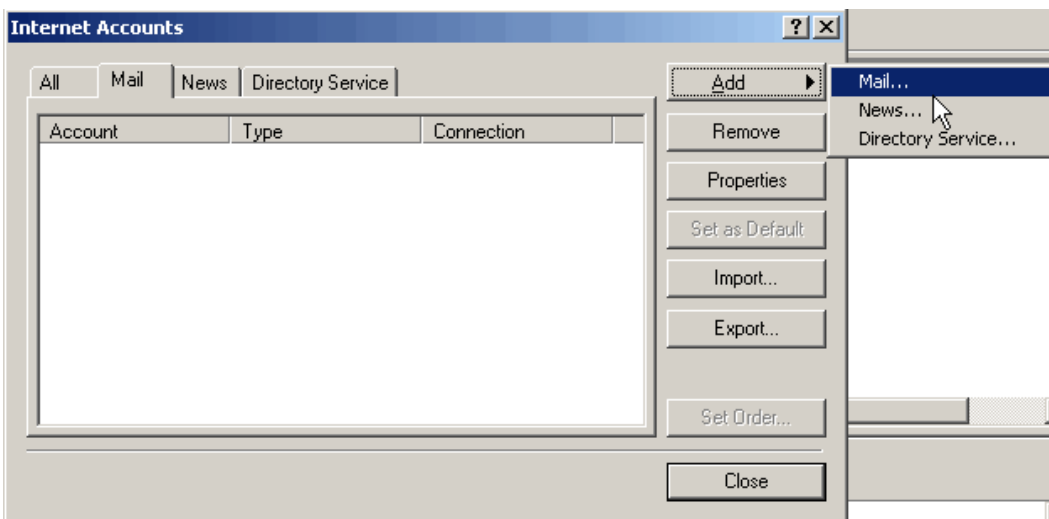 Internet Accounts
All Mail News Directory Service
Add
Mail...
News...
Directory Service...
Account Type Connection
Remove
Properties
Set as Default
Import...
Export...
Set Order...
Close